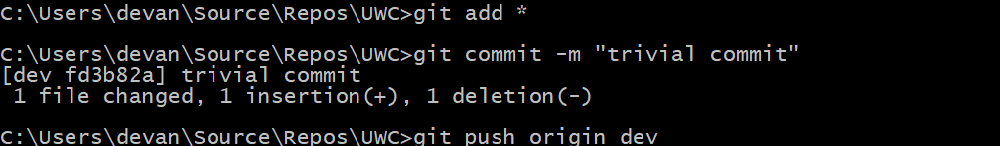 C:\Users\devan\Source\Repos\UWC>git add *
C:\Users\devan\Source\Repos\UWC>git commit -m "trivial commit"
[dev fd3b82a] trivial commit
 1 file changed, 1 insertion(+), 1 deletion(-)
C:\Users\devan\Source\Repos\UWC>git push origin dev